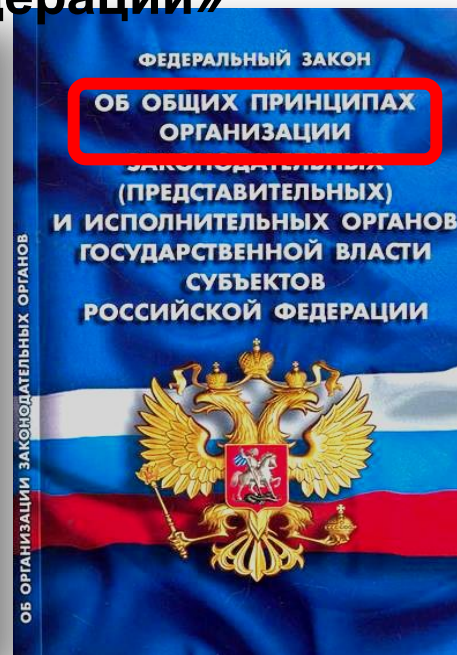 дерации»
ФЕДЕРАЛЬНЫЙ ЗАКОН
ОБ ОБЩИХ ПРИНЦИПАХ
ОРГАНИЗАЦИИ
ЗАКОНОДАТЕЛЬНЫХ
(ПРЕДСТАВИТЕЛЬНЫХ)
И ИСПОЛНИТЕЛЬНЫХ ОРГАНОВ
ГОСУДАРСТВЕННОЙ ВЛАСТИ
СУБЪЕКТОВ
РОССИЙСКОЙ ФЕДЕРАЦИИ
ОБ ОРГАНИЗАЦИИ ЗАКОНОДАТЕЛЬНЫХ ОРГАНОВ